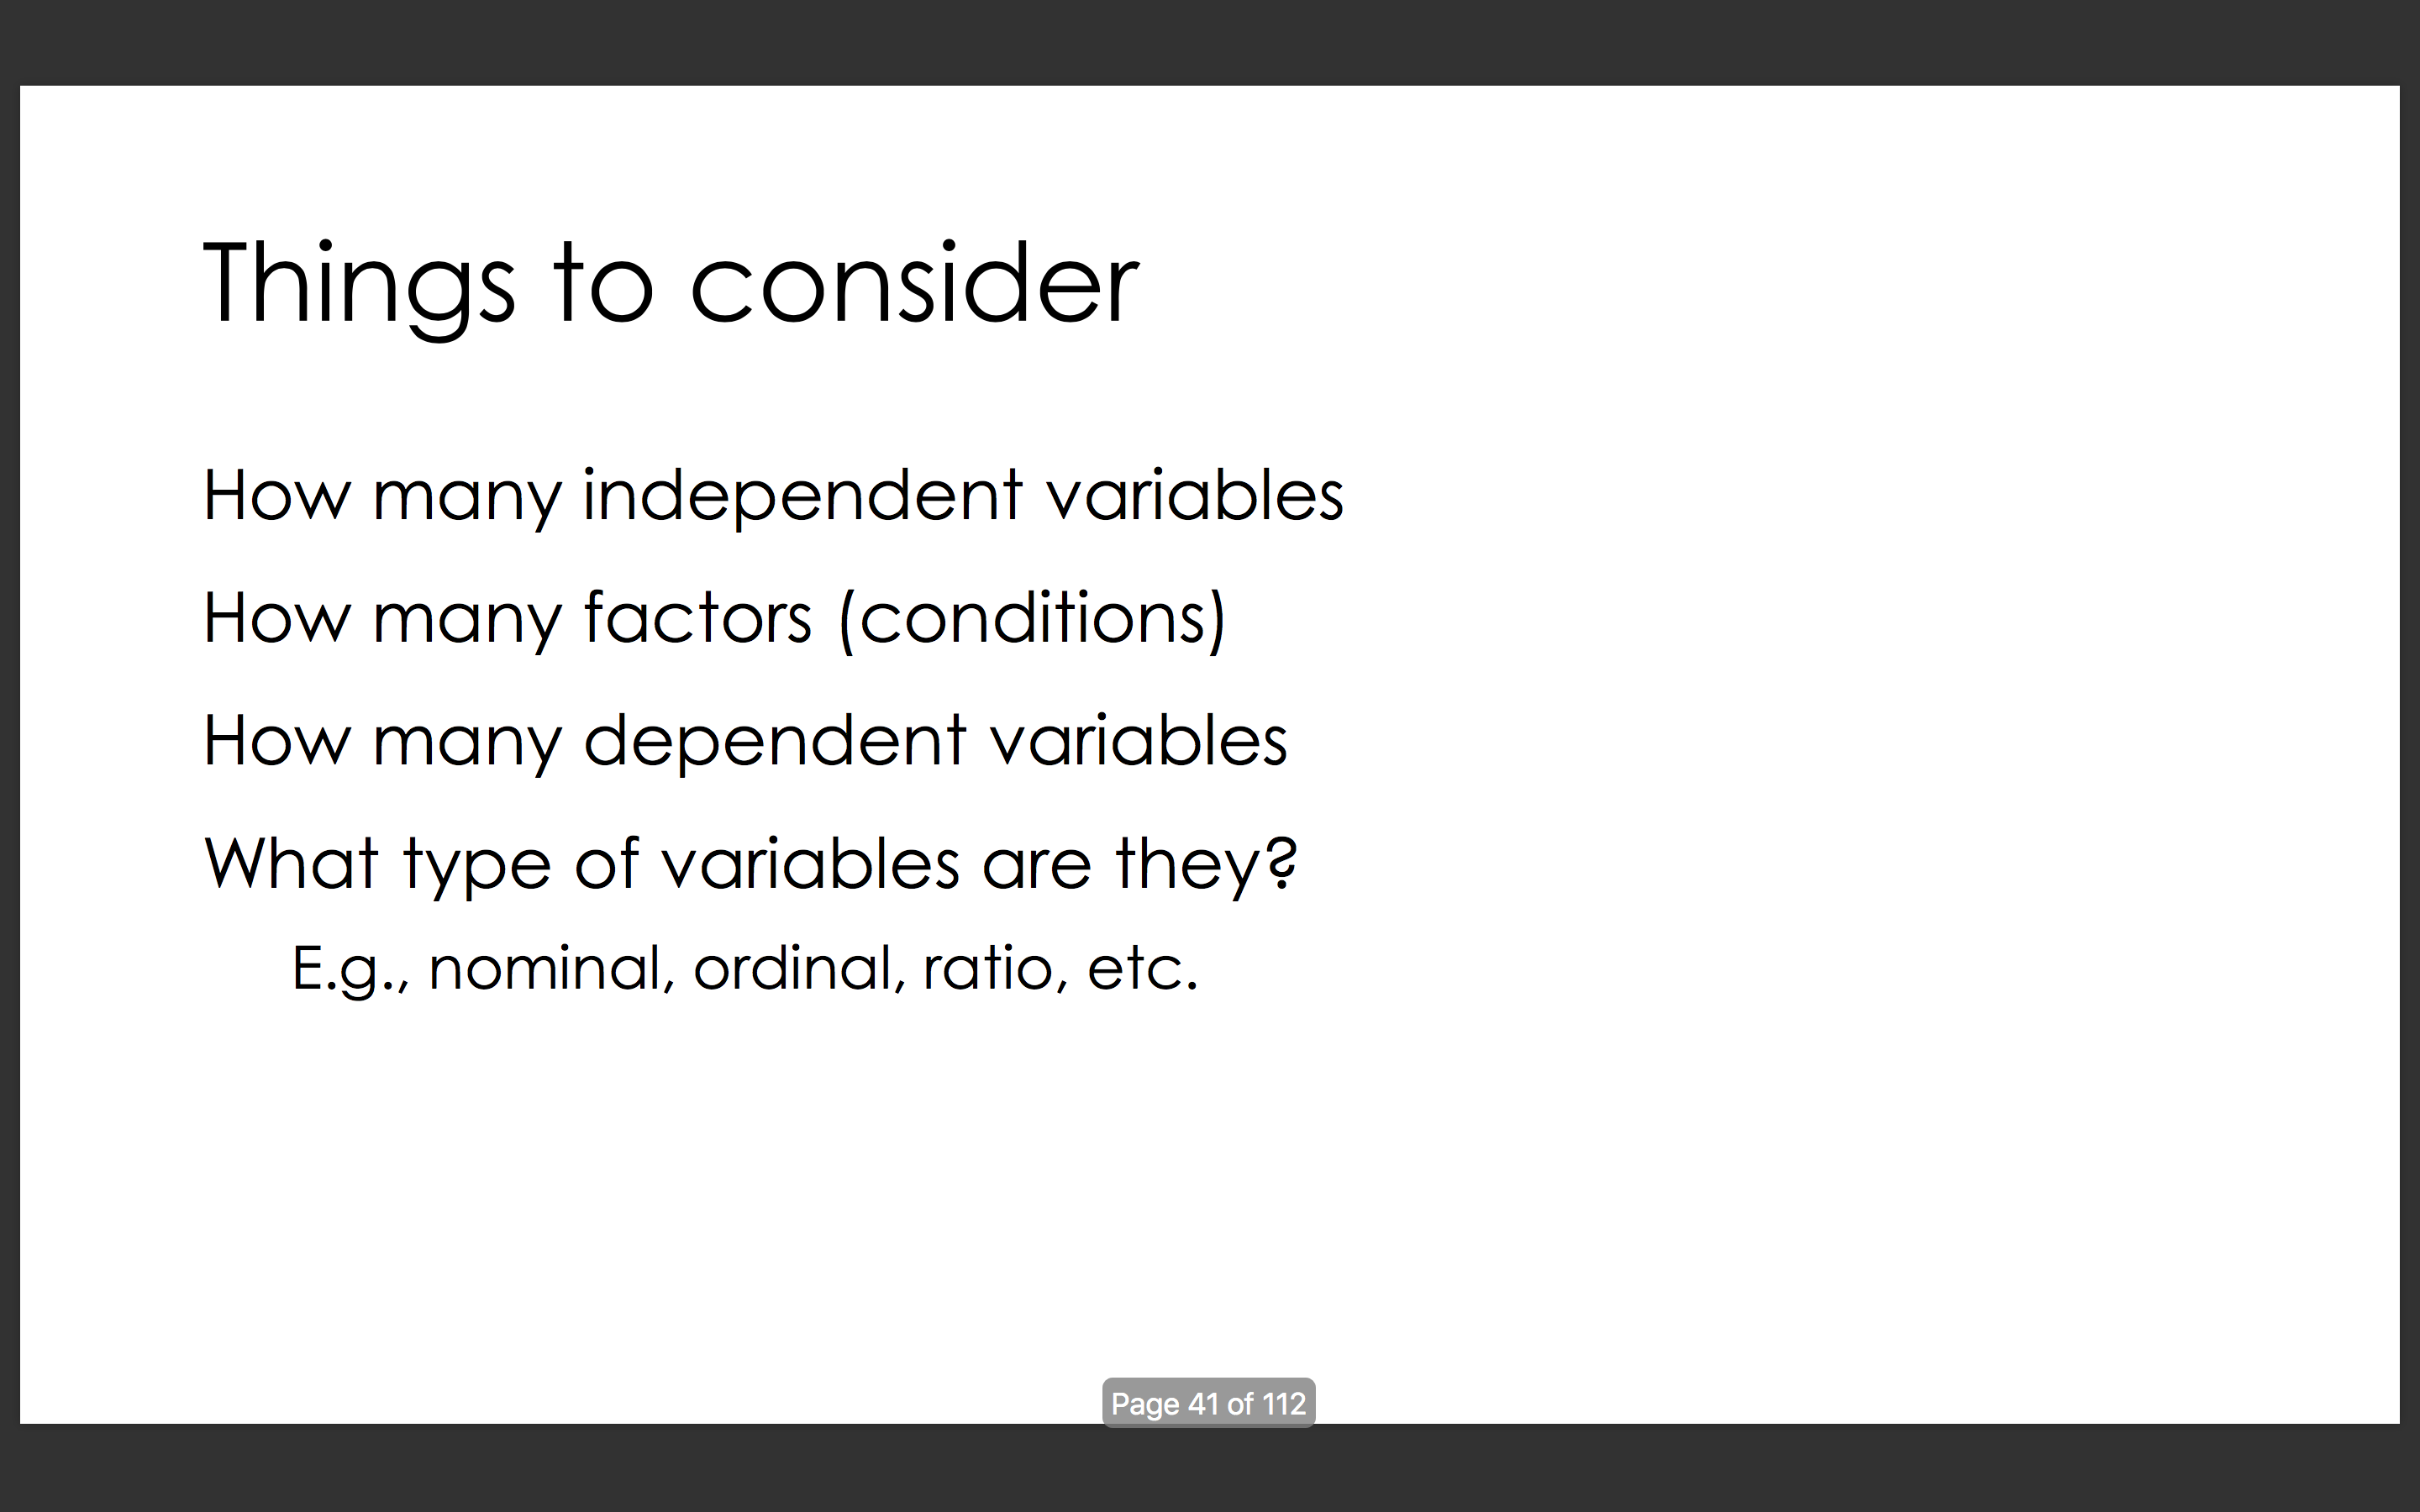 Things to consider
How many independent variables
How many factors (conditions)
How many dependent variables
What type of variables are they?
E.g., nominal, ordinal, ratio, etc.
Page 41 of 112